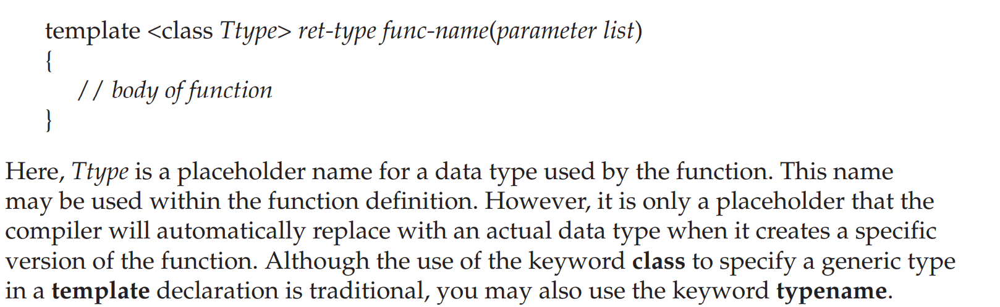 template <class Ttype> ret-type func-name(parameter list)
{
// body of function
}
Here, Ttype is a placeholder name for a data type used by the function. This name
may be used within the function definition. However, it is only a placeholder that the
compiler will automatically replace with an actual data type when it creates a specific
version of the function. Although the use of the keyword class to specify a generic type
in a template declaration is traditional, you may also use the keyword typename.